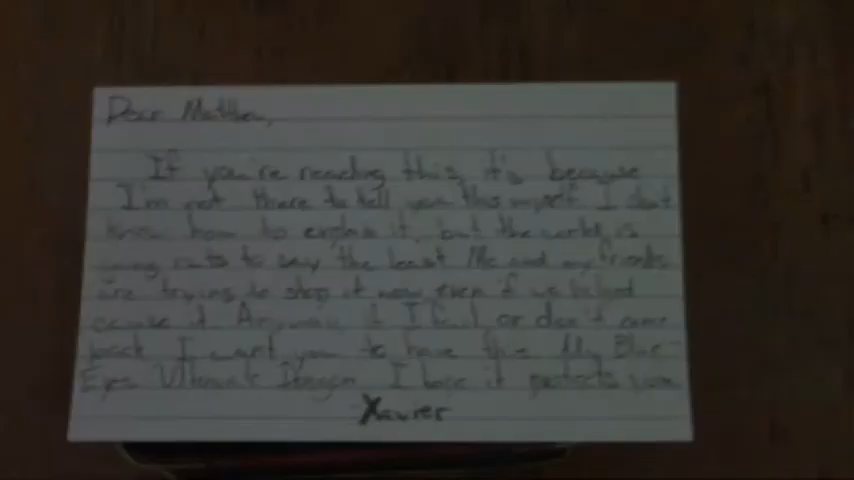 Dear Matthew,
If you're reading this, it's because
I'm not there to tell you this myself. I don't
know how to explain it, but the world is
going nuts to say the least. Me and my friends
are trying to stop it now, even if we helped
cause it. Anyway, if I fail or don't come
back I want you to have this. My Blue-
Eyes Ultimate Dragon. I hope it protects you.
Xavier